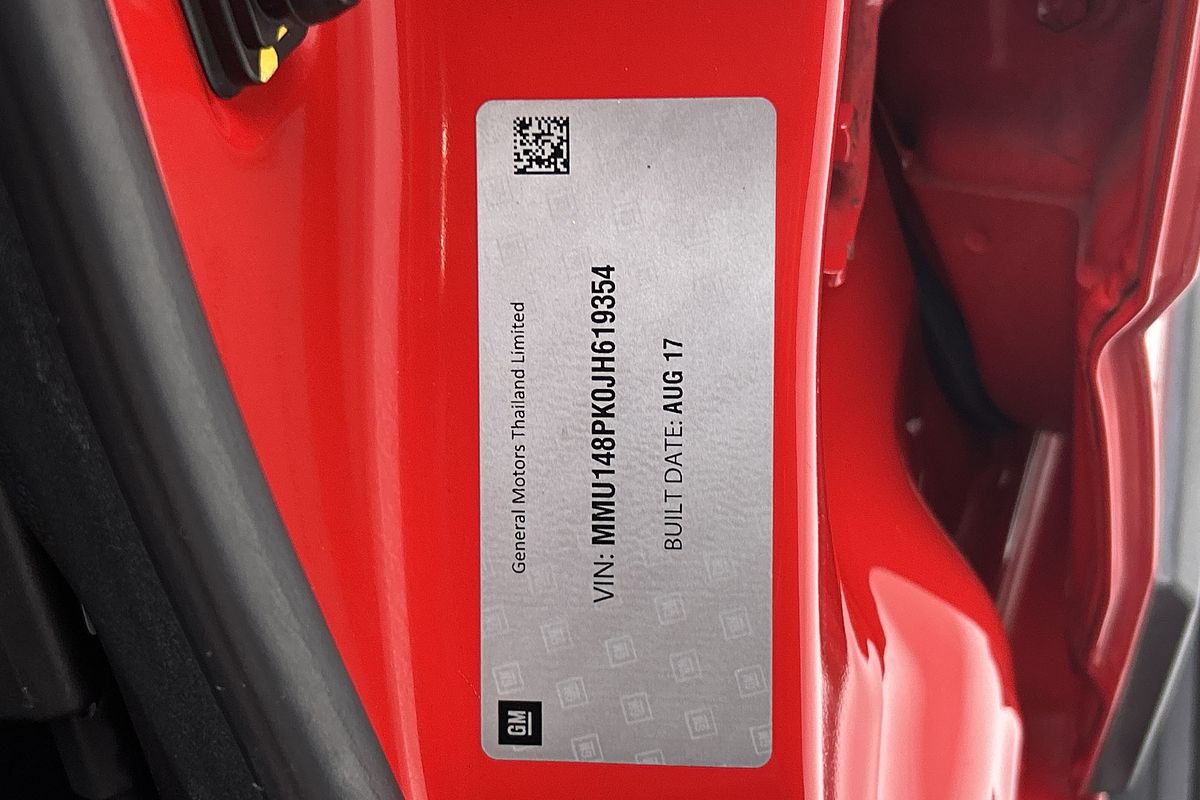 General Motors Thailand Limited
VIN: MMU148PK0JH619354
BUILT DATE: AUG 17
GM